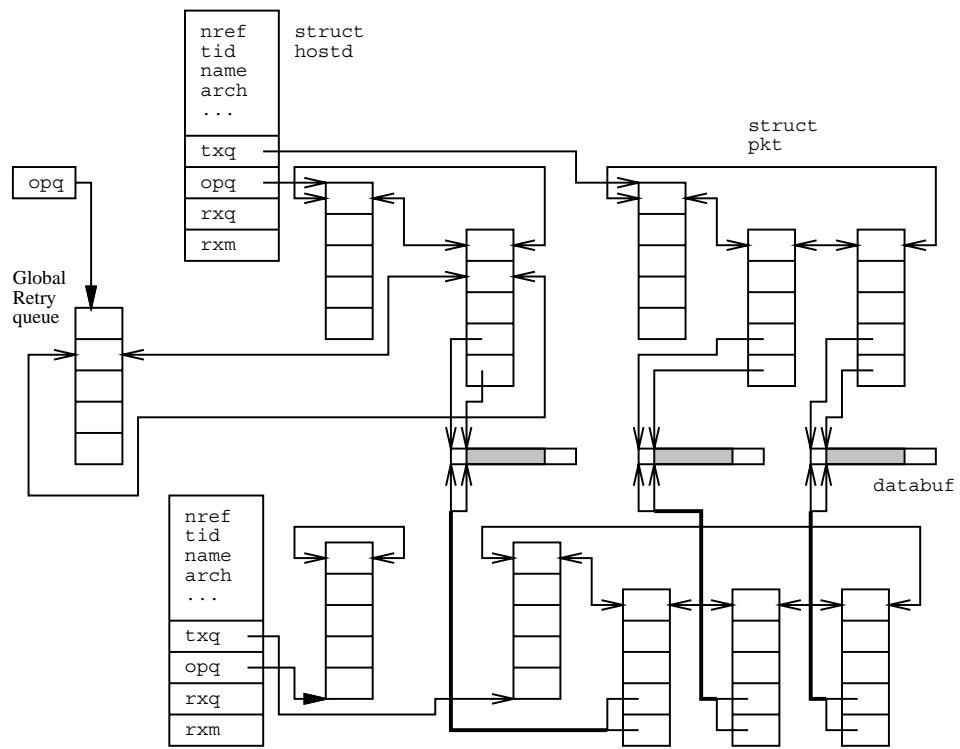 nref
tid
name
arch
...
txq
opq
rxq
rxm
struct
hostd
struct
pkt
opq
Global
Retry
queue
databuf
nref
tid
name
arch
...
txq
opq
rxq
rxm